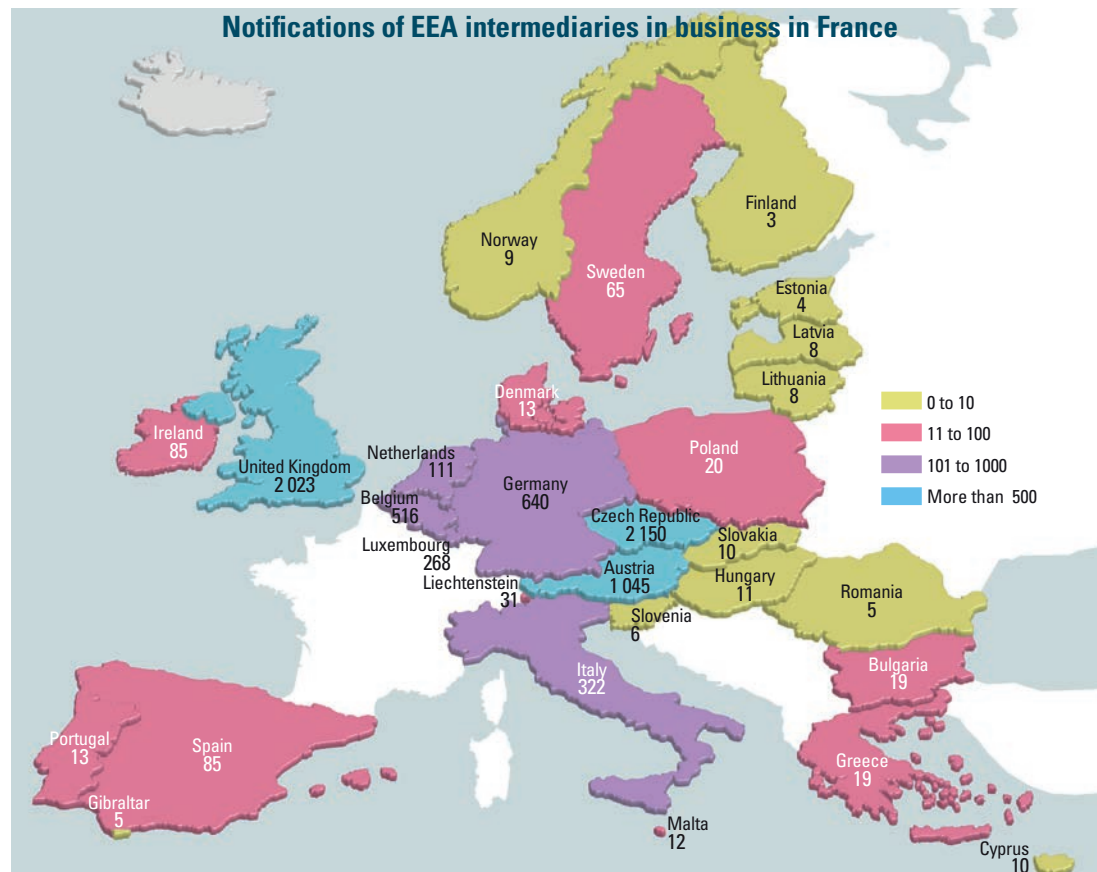 Notifications of EEA intermediaries in business in France
Finland
3
Norway
9
Sweden
65
Estonia
4
Latvia
8
Lithuania
8
Denmark
13
0 to 10
11 to 100
101 to 1000
More than 500
Ireland
85
United Kingdom
2 023
Netherlands
111
Germany
640
Poland
20
Belgium
516
Czech Republic
2 150
Slovakia
10
Luxembourg
268
Liechtenstein
31
Austria
1 045
Hungary
11
Romania
5
Slovenia
6
Italy
322
Bulgaria
19
Portugal
13
Spain
85
Greece
19
Gibraltar
5
Malta
12
Cyprus
10